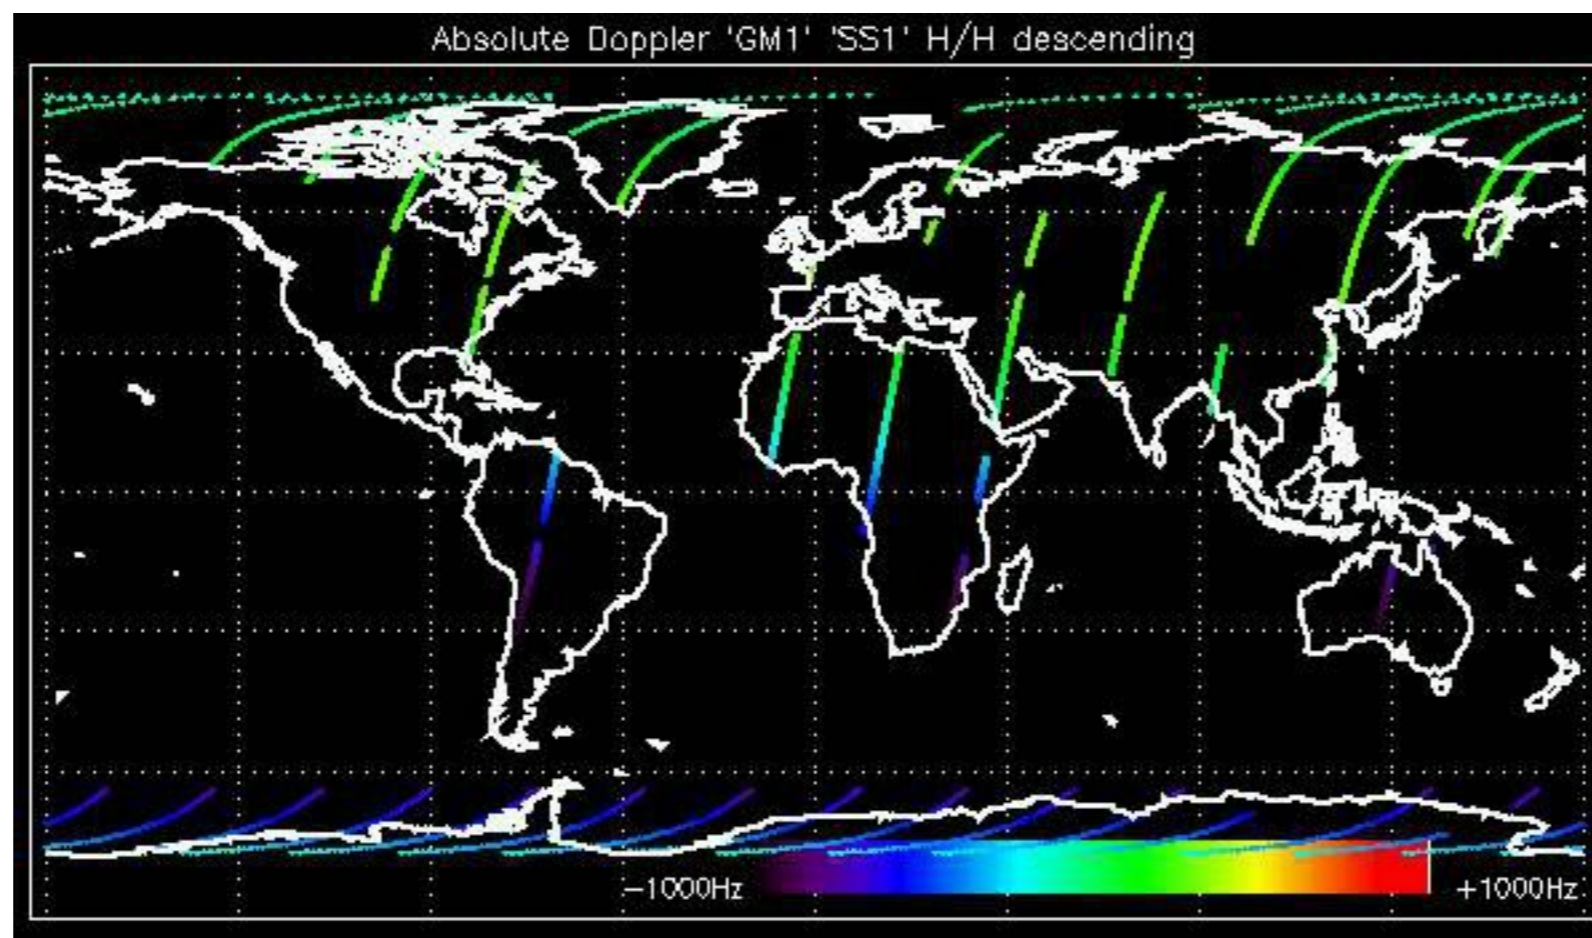 Absolute Doppler 'GM1' 'SS1' H/H descending
−1000Hz
+1000Hz